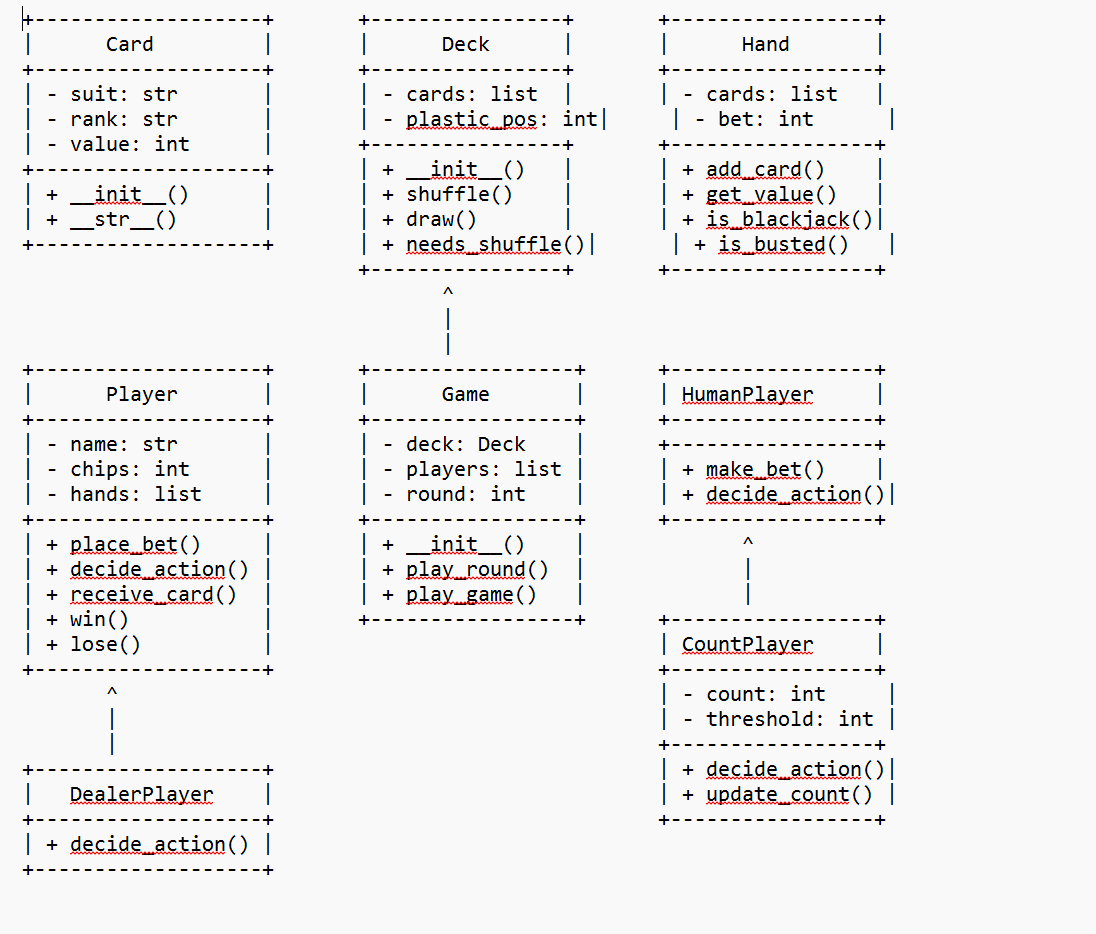 +-------------------+       +----------------+       +-----------------+
|      Card         |       |      Deck      |       |      Hand       |
+-------------------+       +----------------+       +-----------------+
| - suit: str       |       | - cards: list  |       | - cards: list   |
| - rank: str       |       | - plastic_pos: int|     | - bet: int      |
| - value: int      |       +----------------+       +-----------------+
+-------------------+       | + __init__()   |       | + add_card()    |
| + __init__()      |       | + shuffle()    |       | + get_value()   |
| + __str__()       |       | + draw()       |       | + is_blackjack()|
+-------------------+       | + needs_shuffle()|      | + is_busted()   |
                            +----------------+       +-----------------+
                                   ^
                                   |
                                   |
+-------------------+       +-----------------+      +-----------------+
|      Player       |       |      Game       |      | HumanPlayer     |
+-------------------+       +-----------------+      +-----------------+
| - name: str       |       | - deck: Deck    |      +-----------------+
| - chips: int      |       | - players: list |      | + make_bet()    |
| - hands: list     |       | - round: int    |      | + decide_action()|
+-------------------+       +-----------------+      +-----------------+
| + place_bet()     |       | + __init__()    |             ^
| + decide_action() |       | + play_round()  |             |
| + receive_card()  |       | + play_game()   |             |
| + win()           |       +-----------------+      +-----------------+
| + lose()          |                                | CountPlayer     |
+-------------------+                                +-----------------+
       ^                                             | - count: int     |
       |                                             | - threshold: int |
       |                                             +-----------------+
+-------------------+                                | + decide_action()|
|   DealerPlayer    |                                | + update_count() |
+-------------------+                                +-----------------+
| + decide_action() |
+-------------------+